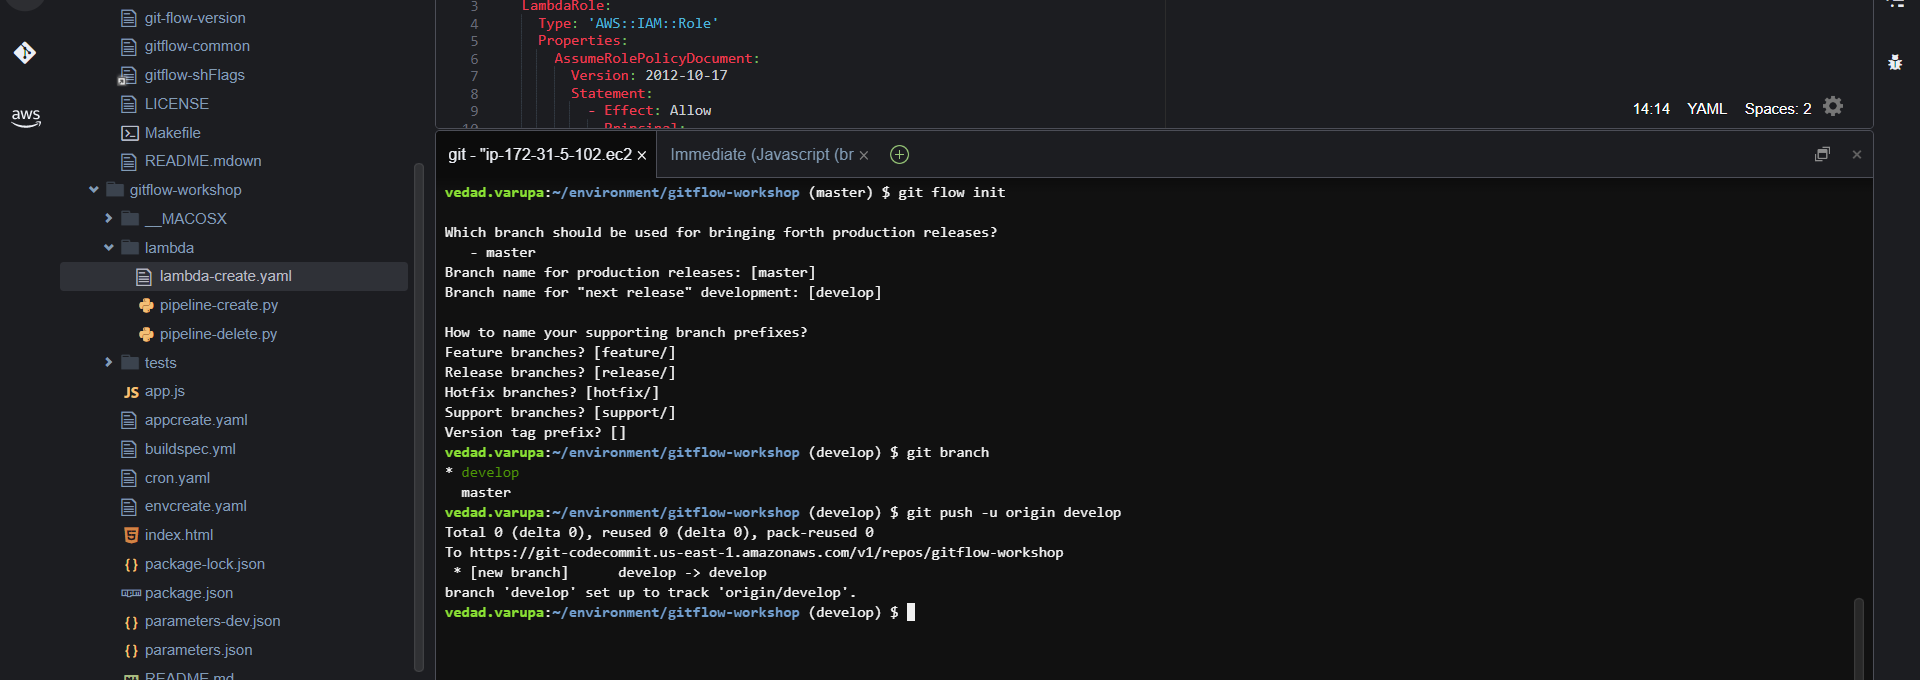 git-flow-version
gitflow-common
gitflow-shFlags
LICENSE
Makefile
README.mdown
gitflow-workshop
__MACOSX
lambda
lambda-create.yaml
pipeline-create.py
pipeline-delete.py
tests
JS app.js
appcreate.yaml
buildspec.yml
cron.yaml
envcreate.yaml
index.html
{} package-lock.json
package.json
{} parameters-dev.json
{} parameters.json
README.md
aws
3 LambdaRole:
4 Type: 'AWS::IAM::Role'
5 Properties:
6 AssumeRolePolicyDocument:
7 Version: 2012-10-17
8 Statement:
9 - Effect: Allow
10 Principal:
14:14 YAML Spaces: 2
git - "ip-172-31-5-102.ec2 × Immediate (Javascript (br ×
vedad.varupa:~/environment/gitflow-workshop (master) $ git flow init
Which branch should be used for bringing forth production releases?
- master
Branch name for production releases: [master]
Branch name for "next release" development: [develop]
How to name your supporting branch prefixes?
Feature branches? [feature/]
Release branches? [release/]
Hotfix branches? [hotfix/]
Support branches? [support/]
Version tag prefix? []
vedad.varupa:~/environment/gitflow-workshop (develop) $ git branch
* develop
master
vedad.varupa:~/environment/gitflow-workshop (develop) $ git push -u origin develop
Total 0 (delta 0), reused 0 (delta 0), pack-reused 0
To https://git-codecommit.us-east-1.amazonaws.com/v1/repos/gitflow-workshop
* [new branch] develop -> develop
branch 'develop' set up to track 'origin/develop'.
vedad.varupa:~/environment/gitflow-workshop (develop) $